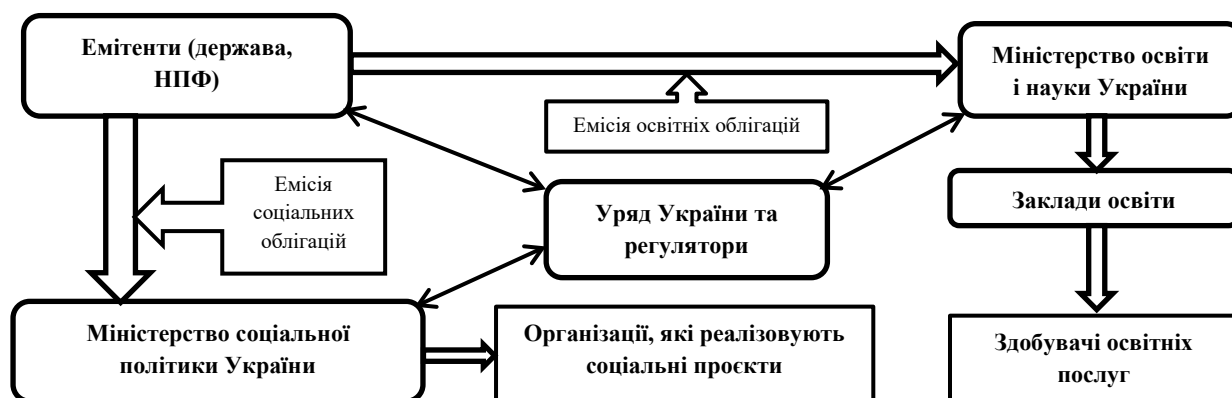 Емітенти (держава,
НПФ)
Міністерство освіти
і науки України
Емісія освітніх облігацій
Емісія
соціальних
облігацій
Уряд України та
регулятори
Заклади освіти
Міністерство соціальної
політики України
Організації, які реалізовують
соціальні проєкти
Здобувачі освітніх
послуг